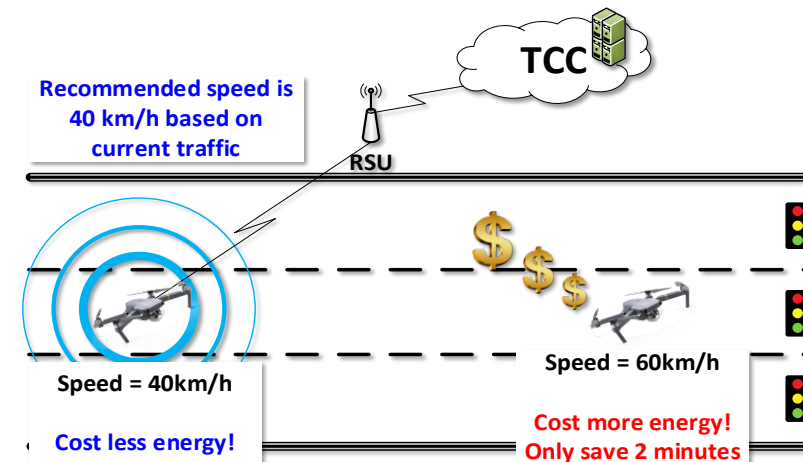 TCC
Recommended speed is
40 km/h based on
current traffic
RSU
$
$
$
Speed = 40km/h
Cost less energy!
Speed = 60km/h
Cost more energy!
Only save 2 minutes